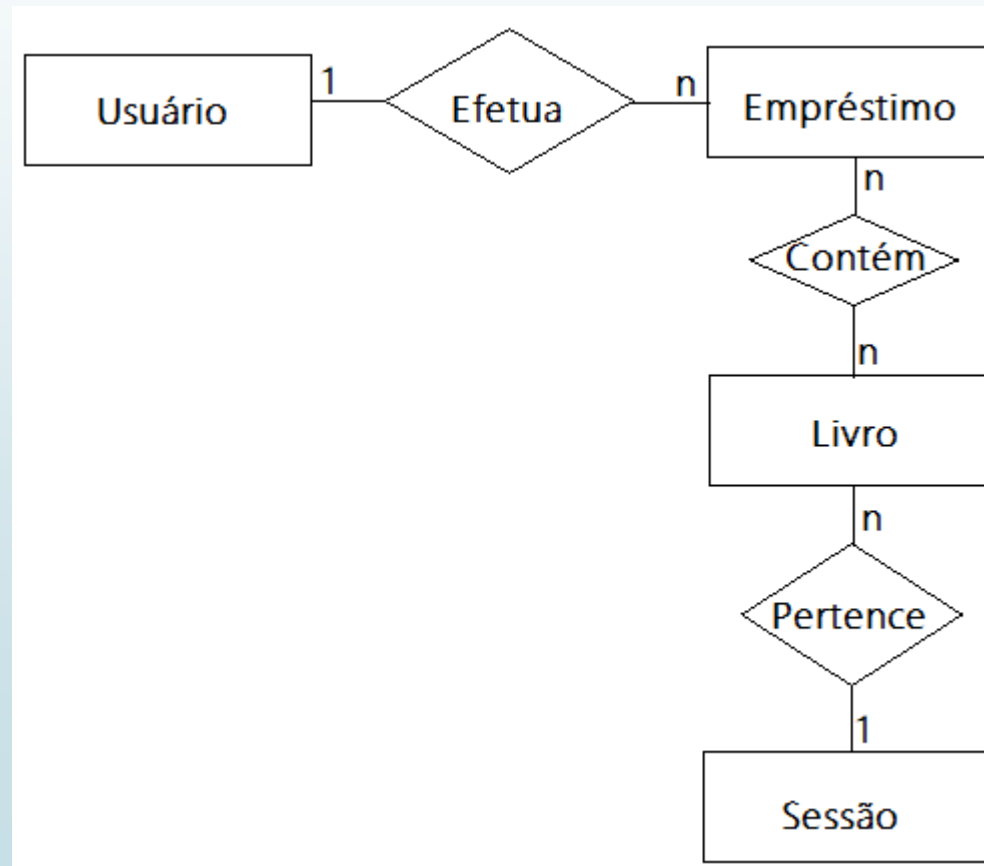 Usuário
1
Efetua
n
Empréstimo
n
Contém
n
Livro
n
Pertence
1
Sessão